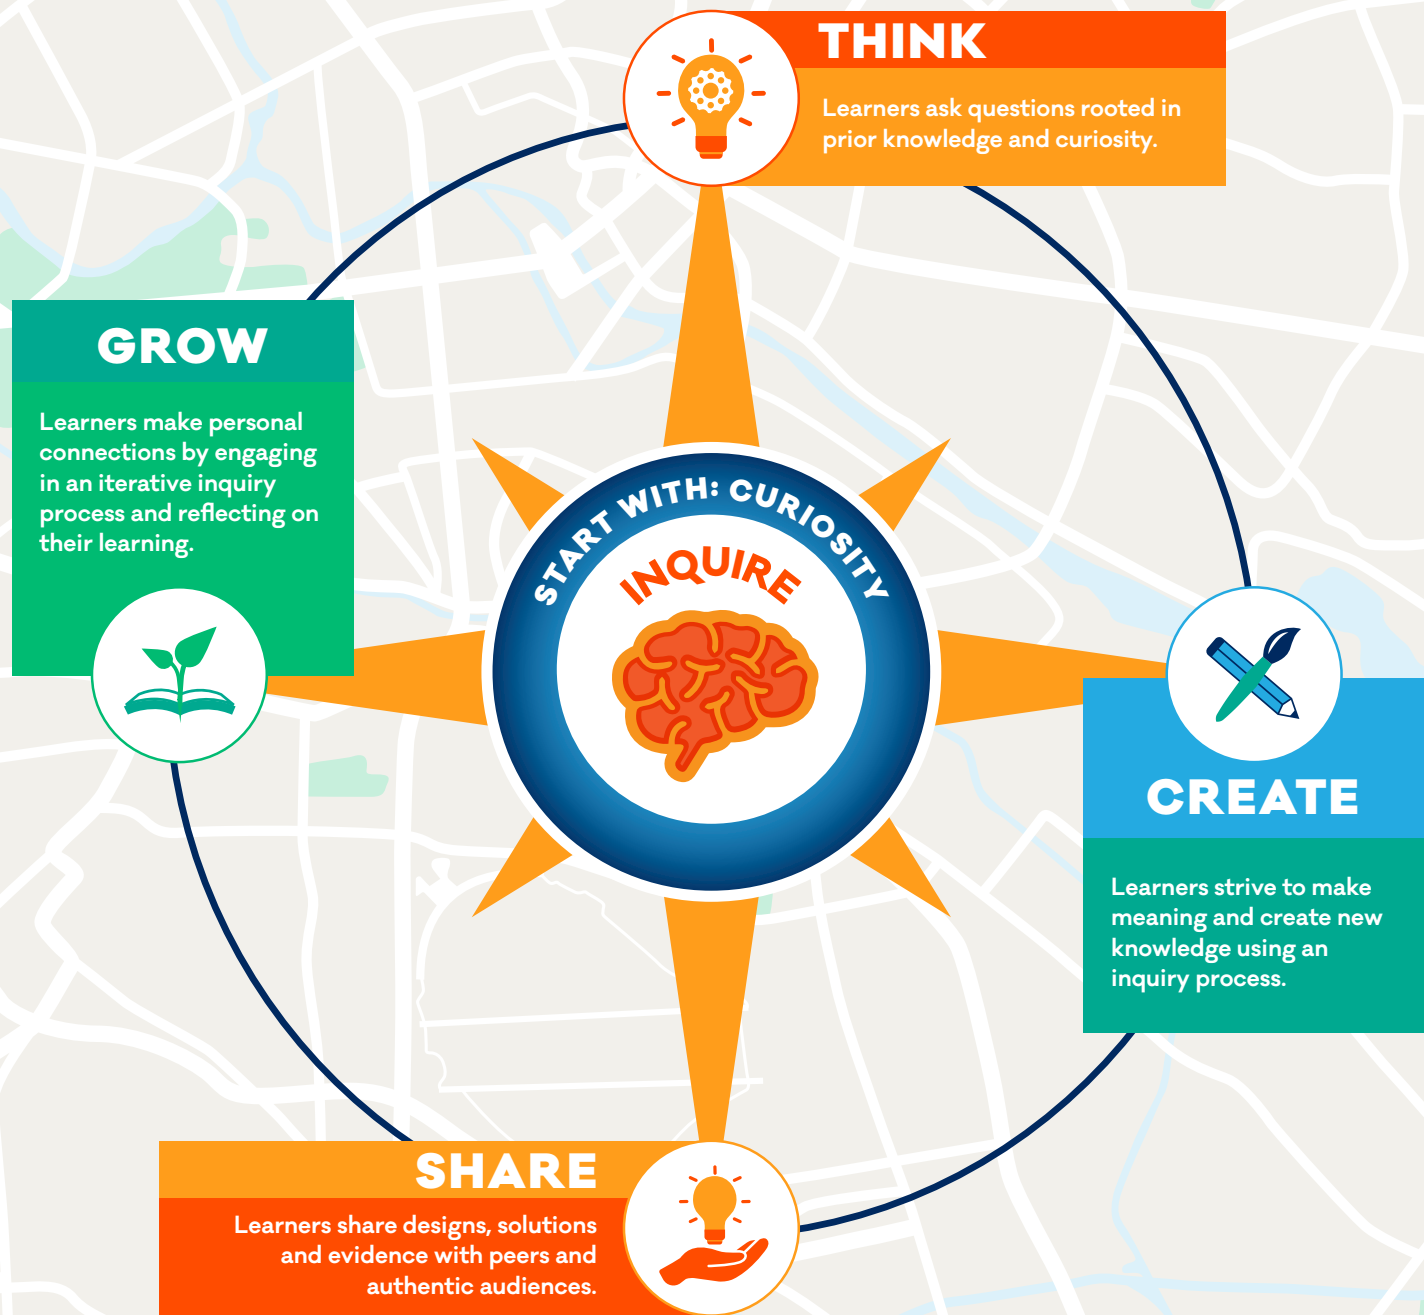 THINK
Learners ask questions rooted in
prior knowledge and curiosity.
GROW
Learners make personal
connections by engaging
in an iterative inquiry
process and reflecting on
their learning.
START WITH: CURIOSITY
INQUIRE
CREATE
Learners strive to make
meaning and create new
knowledge using an
inquiry process.
SHARE
Learners share designs, solutions
and evidence with peers and
authentic audiences.